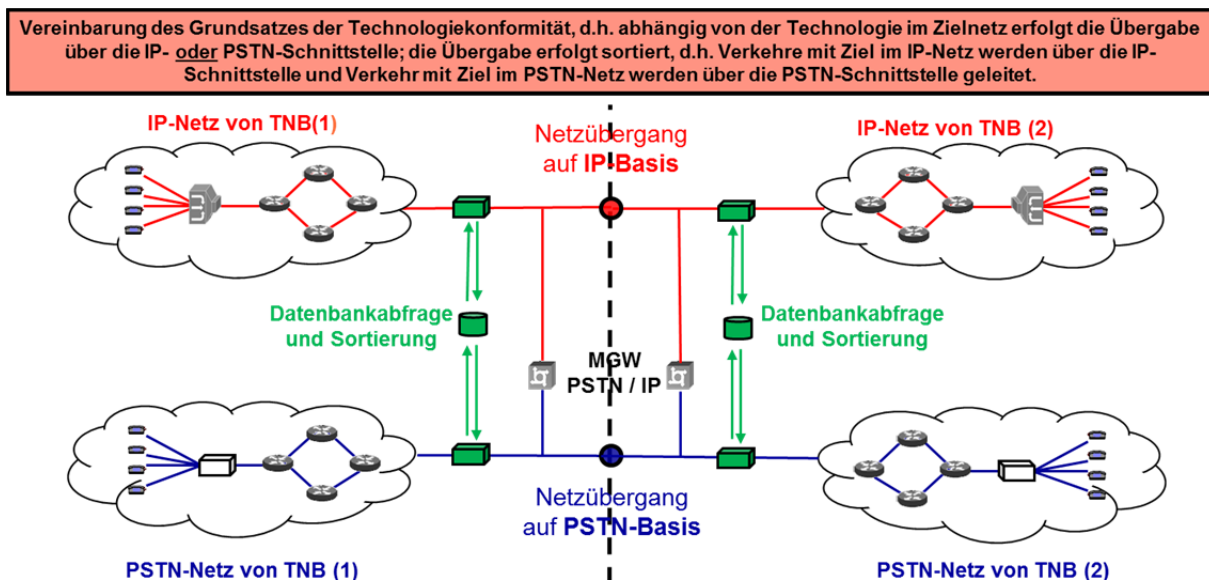 Vereinbarung des Grundsatzes der Technologiekonformität, d.h. abhängig von der Technologie im Zielnetz erfolgt die Übergabe
über die IP- oder PSTN-Schnittstelle; die Übergabe erfolgt sortiert, d.h. Verkehre mit Ziel im IP-Netz werden über die IP-
Schnittstelle und Verkehr mit Ziel im PSTN-Netz werden über die PSTN-Schnittstelle geleitet.
IP-Netz von TNB(1)
Netzübergang
auf IP-Basis
IP-Netz von TNB (2)
Datenbankabfrage
und Sortierung
MGW
PSTN / IP
Datenbankabfrage
und Sortierung
Netzübergang
auf PSTN-Basis
PSTN-Netz von TNB (1)
PSTN-Netz von TNB (2)